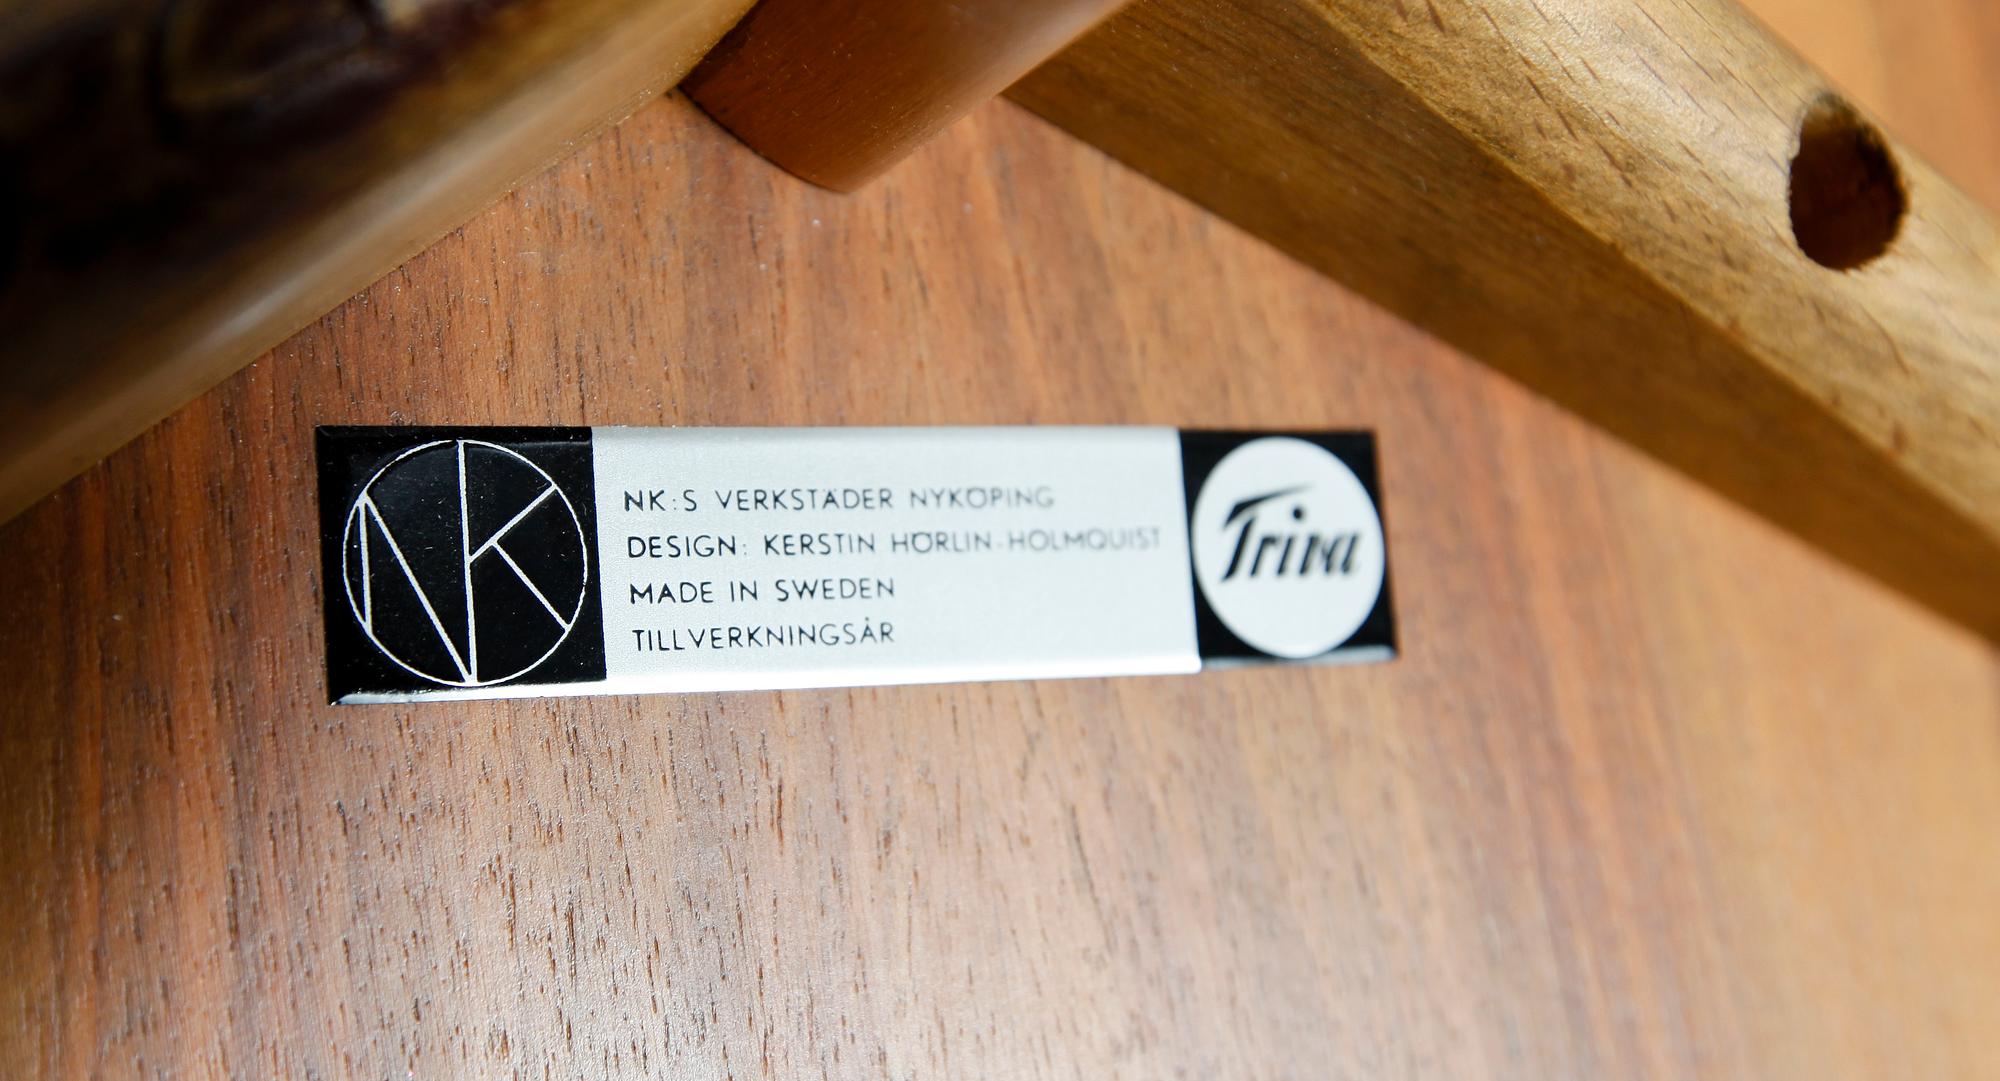 NK
NK:S VERKSTÄDER NYKÖPING
DESIGN: KERSTIN HÖRLIN-HOLMQUIST
MADE IN SWEDEN
TILLVERKNINGSÅR
Triva